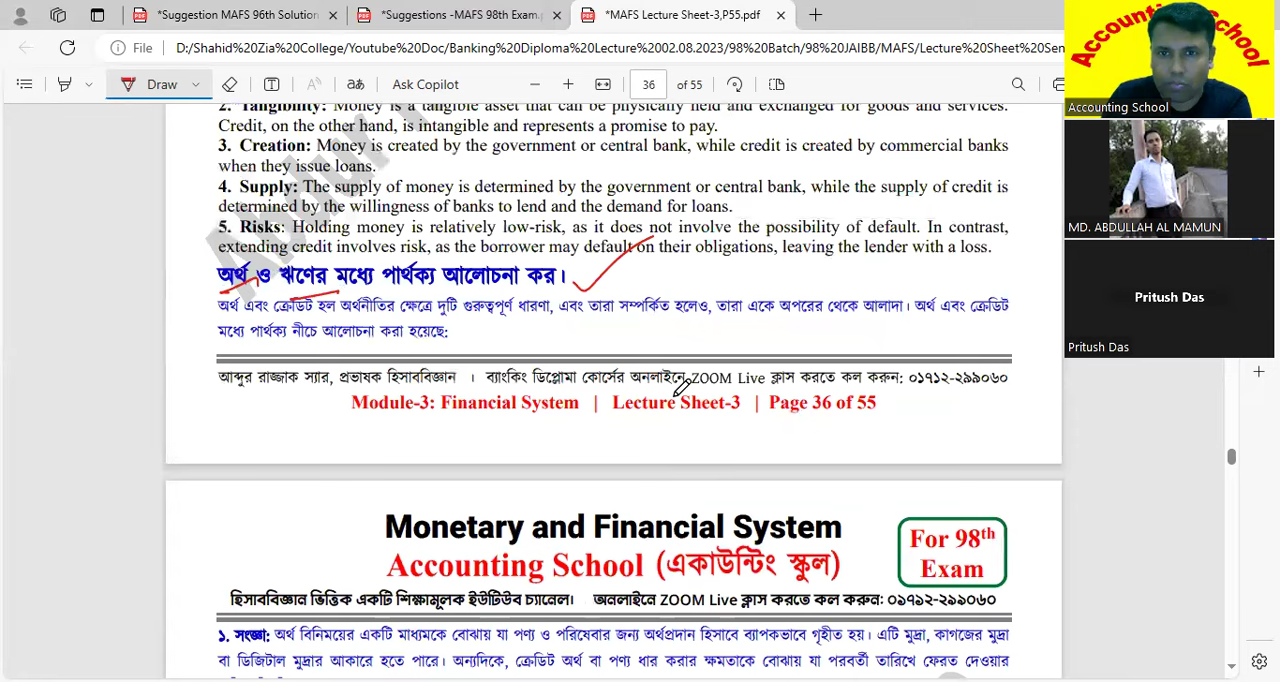 *Suggestion MAFS 96th Solution
*Suggestions -MAFS 98th Exam.p
*MAFS Lecture Sheet-3,P55.pdf
File
D:/Shahid%20Zia%20College/Youtube%20Doc/Banking%20Diploma%20Lecture%2002.08.2023/98%20Batch/98%20JAIBB/MAFS/Lecture%20Sheet%20Sen
Draw
Ask Copilot
36 of 55
2. Tangibility: Money is a tangible asset that can be physically held and exchanged for goods and services.
Credit, on the other hand, is intangible and represents a promise to pay.
3. Creation: Money is created by the government or central bank, while credit is created by commercial banks
when they issue loans.
4. Supply: The supply of money is determined by the government or central bank, while the supply of credit is
determined by the willingness of banks to lend and the demand for loans.
5. Risks: Holding money is relatively low-risk, as it does not involve the possibility of default. In contrast,
extending credit involves risk, as the borrower may default on their obligations, leaving the lender with a loss.
অর্থ ও ঋণের মধ্যে পার্থক্য আলোচনা কর।
অর্থ এবং ক্রেডিট হল অর্থনীতির ক্ষেত্রে দুটি গুরুত্বপূর্ণ ধারণা, এবং তারা সম্পর্কিত হলেও, তারা একে অপরের থেকে আলাদা। অর্থ এবং ক্রেডিট
মধ্যে পার্থক্য নীচে আলোচনা করা হয়েছে:
আব্দুর রাজ্জাক স্যার, প্রভাষক হিসাববিজ্ঞান । ব্যাংকিং ডিপ্লোমা কোর্সের অনলাইনে ZOOM Live ক্লাস করতে কল করুন: ০১৭১২-২৯৯০৬০
Module-3: Financial System | Lecture Sheet-3 | Page 36 of 55
Monetary and Financial System
Accounting School (একাউন্টিং স্কুল)
For 98th
Exam
হিসাববিজ্ঞান ভিত্তিক একটি শিক্ষামূলক ইউটিউব চ্যানেল। অনলাইনে ZOOM Live ক্লাস করতে কল করুন: ০১৭১২-২৯৯০৬০
১. সংজ্ঞা: অর্থ বিনিময়ের একটি মাধ্যমকে বোঝায় যা পণ্য ও পরিষেবার জন্য অর্থপ্রদান হিসাবে ব্যাপকভাবে গৃহীত হয়। এটি মুদ্রা, কাগজের মুদ্রা
বা ডিজিটাল মুদ্রার আকারে হতে পারে। অন্যদিকে, ক্রেডিট অর্থ বা পণ্য ধার করার ক্ষমতাকে বোঝায় যা পরবর্তী তারিখে ফেরত দেওয়ার
Accounting School
Accounting School
MD. ABDULLAH AL MAMUN
Pritush Das
Pritush Das